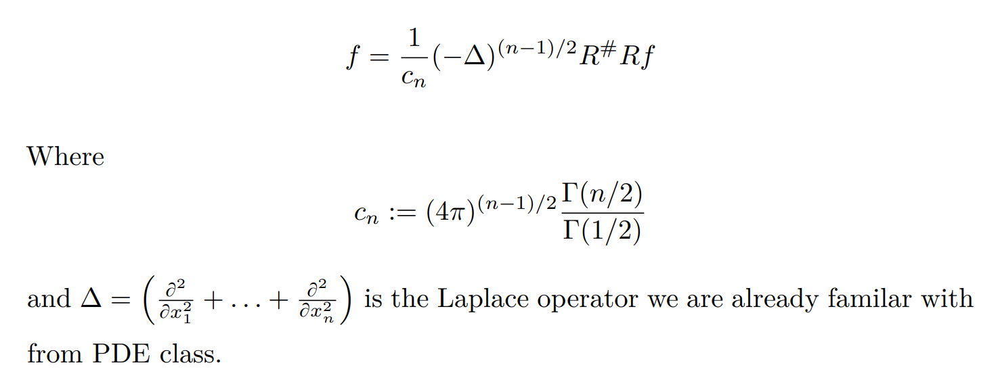 f = \frac{1}{c_n}(-\Delta)^{(n-1)/2} R^{\#} R f
Where
c_n := (4\pi)^{(n-1)/2} \frac{\Gamma(n/2)}{\Gamma(1/2)}
and \Delta = \left( \frac{\partial^2}{\partial x_1^2} + \ldots + \frac{\partial^2}{\partial x_n^2} \right) is the Laplace operator we are already familar with
from PDE class.